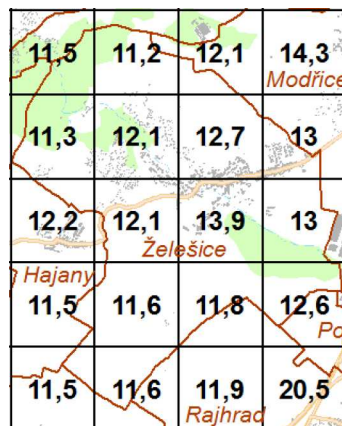 11,5 11,2 12,1 14,3
Modřice
11,3 12,1 12,7 13
12,2 12,1 13,9 13
Želešice
Hajany
11,5 11,6 11,8 12,6
Po
11,5 11,6 11,9 20,5
Rajhrad